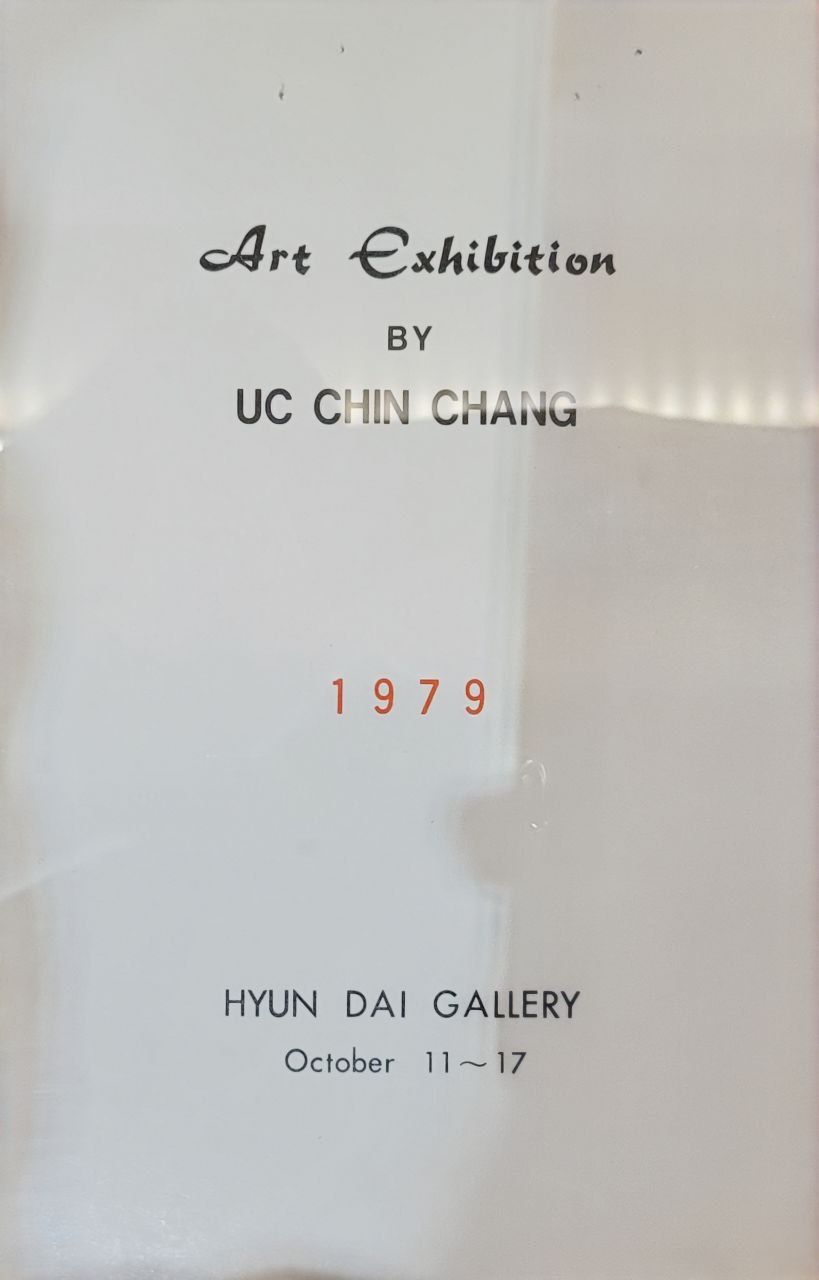 Art Exhibition
BY
UC CHIN CHANG
1979
HYUN DAI GALLERY
October 11~17